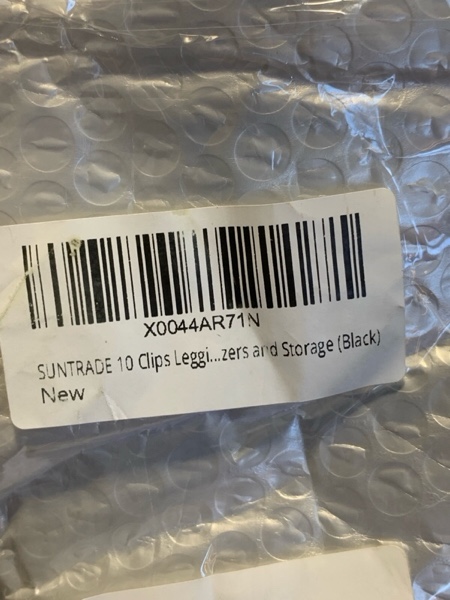 X0044AR71N
SUNTRADE 10 Clips Leggi...zers and Storage (Black)
New